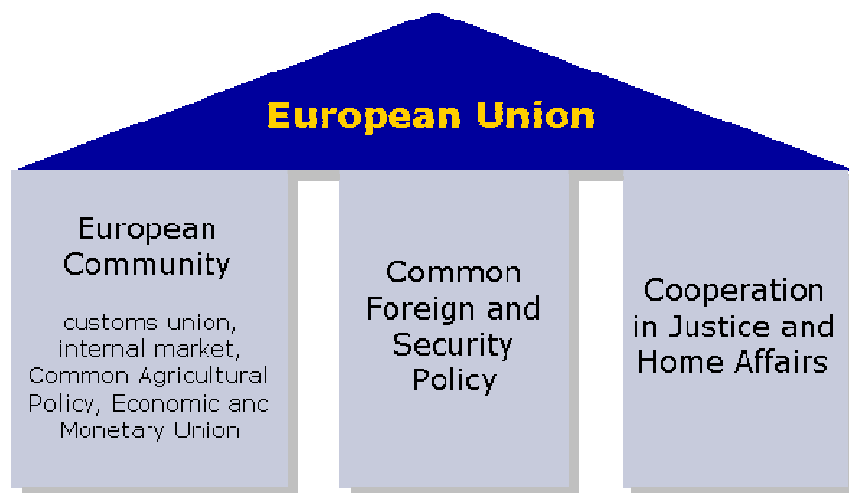 European Union
European
Community
customs union,
internal market,
Common Agricultural
Policy, Economic and
Monetary Union
Common
Foreign and
Security
Policy
Cooperation
in Justice and
Home Affairs